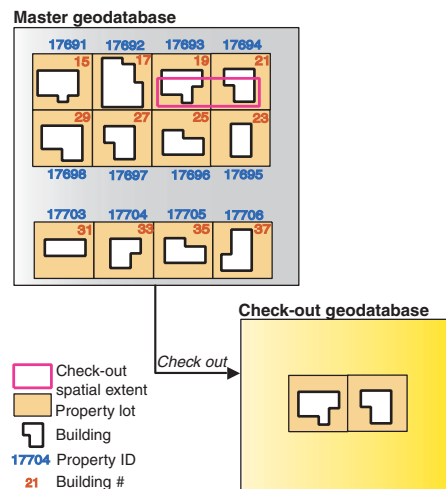 Master geodatabase
17691 17692 17693 17694
15 17 19 21
29 27 25 23
17698 17697 17696 17695
17703 17704 17705 17706
31 33 35 37
Check-out geodatabase
Check out
Check-out
spatial extent
Property lot
Building
17704 Property ID
21 Building #